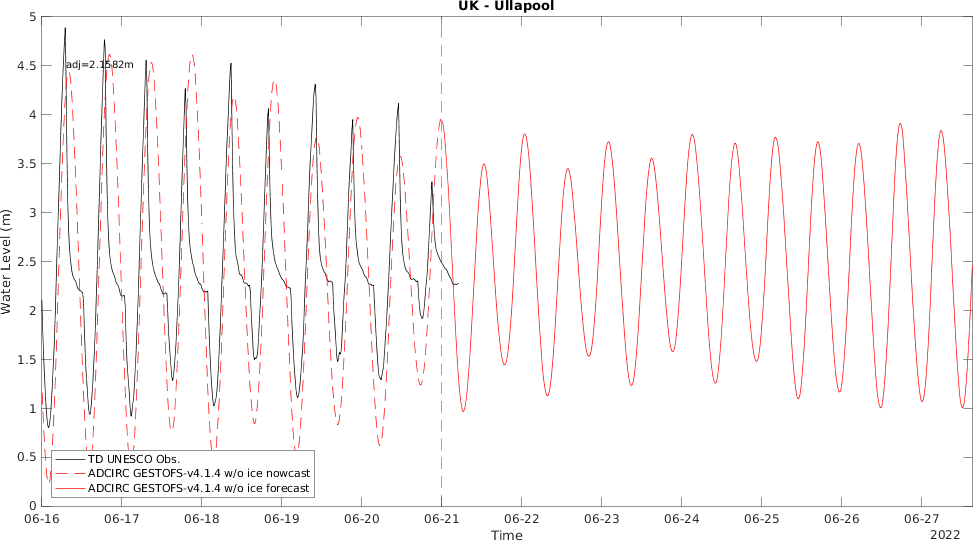 UK - Ullapool
5
4.5
4
3.5
3
2.5
2
1.5
1
0.5
0
Water Level (m)
adj=2.1582m
TD UNESCO Obs.
ADCIRC GESTOFS-v4.1.4 w/o ice nowcast
ADCIRC GESTOFS-v4.1.4 w/o ice forecast
06-16 06-17 06-18 06-19 06-20 06-21 06-22 06-23 06-24 06-25 06-26 06-27
Time
2022